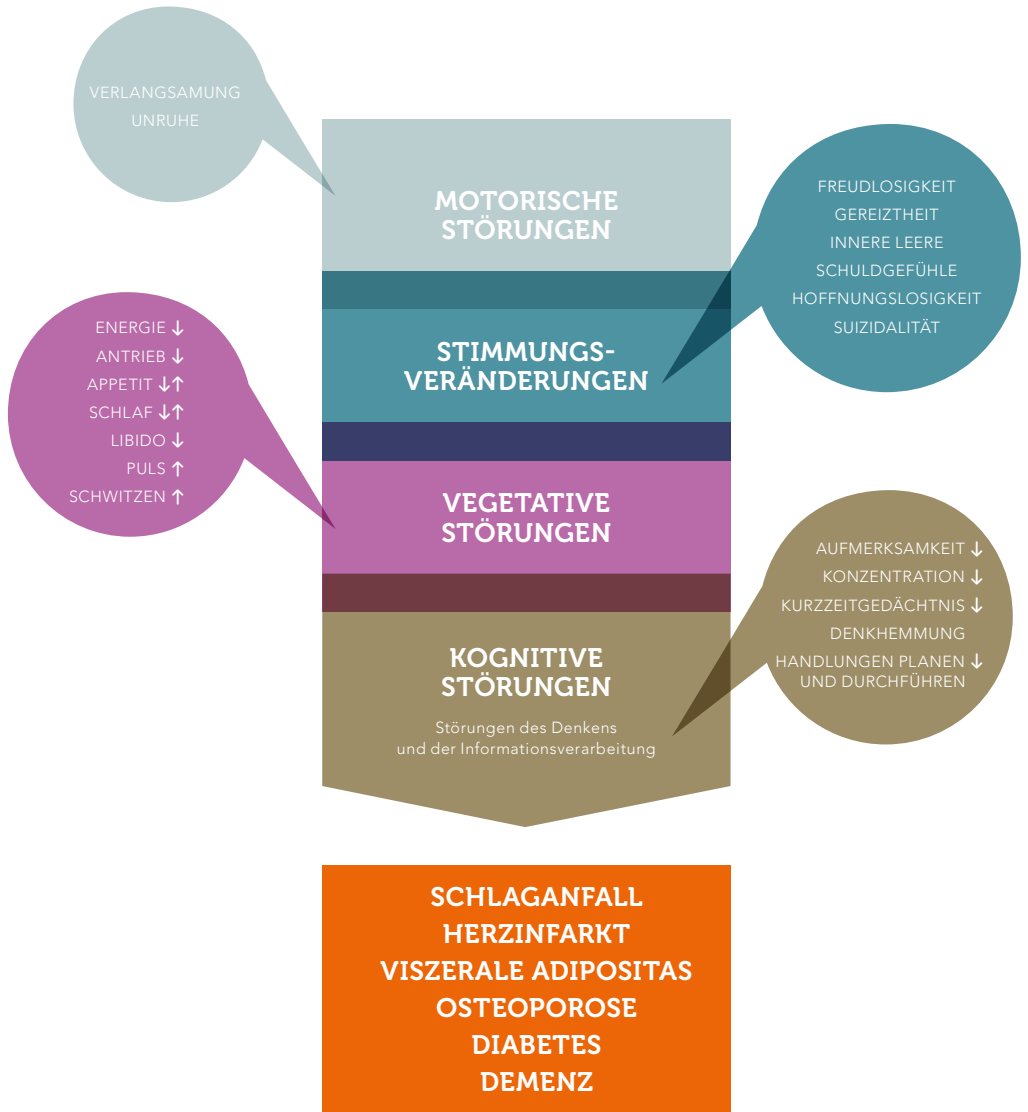 VERLANGSAMUNG
UNRUHE
MOTORISCHE
STÖRUNGEN
FREUDLOSIGKEIT
GEREIZTHEIT
INNERE LEERE
SCHULDGEFÜHLE
HOFFNUNGSLOSIGKEIT
SUIZIDALITÄT
STIMMUNGS-
VERÄNDERUNGEN
ENERGIE ↓
ANTRIEB ↓
APPETIT ↓↑
SCHLAF ↓↑
LIBIDO ↓
PULS ↑
SCHWITZEN ↑
VEGETATIVE
STÖRUNGEN
AUFMERKSAMKEIT ↓
KONZENTRATION ↓
KURZZEITGEDÄCHTNIS ↓
DENKHEMMUNG
HANDLUNGEN PLANEN ↓
UND DURCHFÜHREN
KOGNITIVE
STÖRUNGEN
Störungen des Denkens
und der Informationsverarbeitung
SCHLAGANFALL
HERZINFARKT
VISZERALE ADIPOSITAS
OSTEOPOROSE
DIABETES
DEMENZ